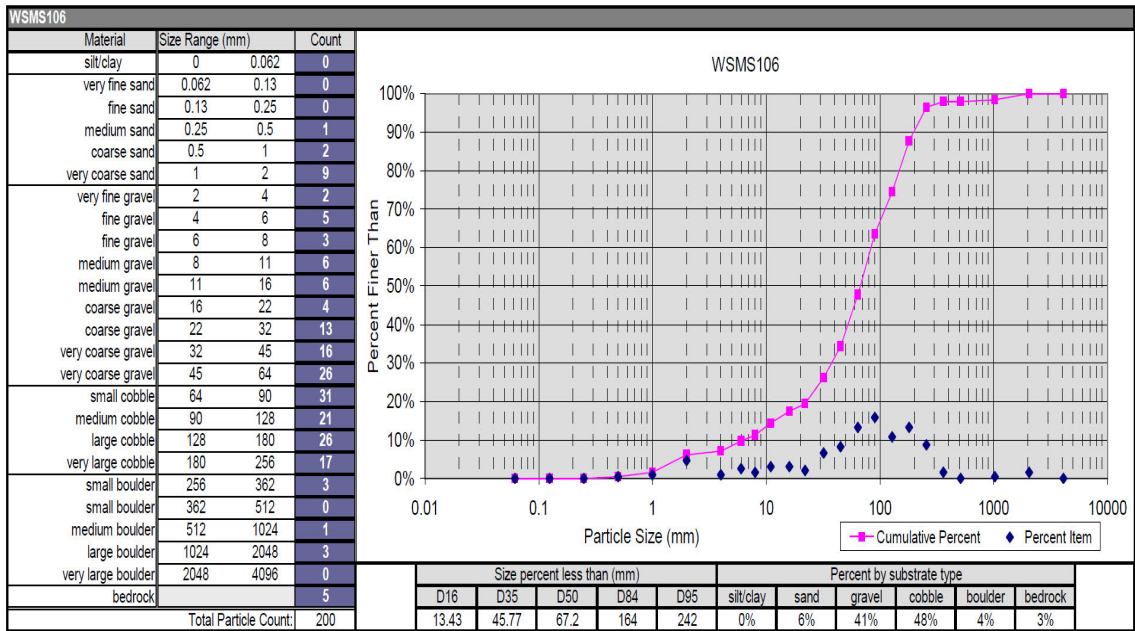 WSMS106
Material Size Range (mm) Count
silt/clay 0 0.062 0
very fine sand 0.062 0.13 0
fine sand 0.13 0.25 0
medium sand 0.25 0.5 1
coarse sand 0.5 1 2
very coarse sand 1 2 9
very fine gravel 2 4 2
fine gravel 4 6 5
fine gravel 6 8 3
medium gravel 8 11 6
medium gravel 11 16 6
coarse gravel 16 22 4
coarse gravel 22 32 13
very coarse gravel 32 45 16
very coarse gravel 45 64 26
small cobble 64 90 31
medium cobble 90 128 21
large cobble 128 180 26
very large cobble 180 256 17
small boulder 256 362 3
small boulder 362 512 0
medium boulder 512 1024 1
large boulder 1024 2048 3
very large boulder 2048 4096 0
bedrock 5
Total Particle Count: 200
WSMS106
Percent Finer Than
100%
90%
80%
70%
60%
50%
40%
30%
20%
10%
0%
0.01 0.1 1 10 100 1000 10000
Particle Size (mm)
Cumulative Percent Percent Item
Size percent less than (mm) Percent by substrate type
D16 D35 D50 D84 D95 silt/clay sand gravel cobble boulder bedrock
13.43 45.77 67.2 164 242 0% 6% 41% 48% 4% 3%